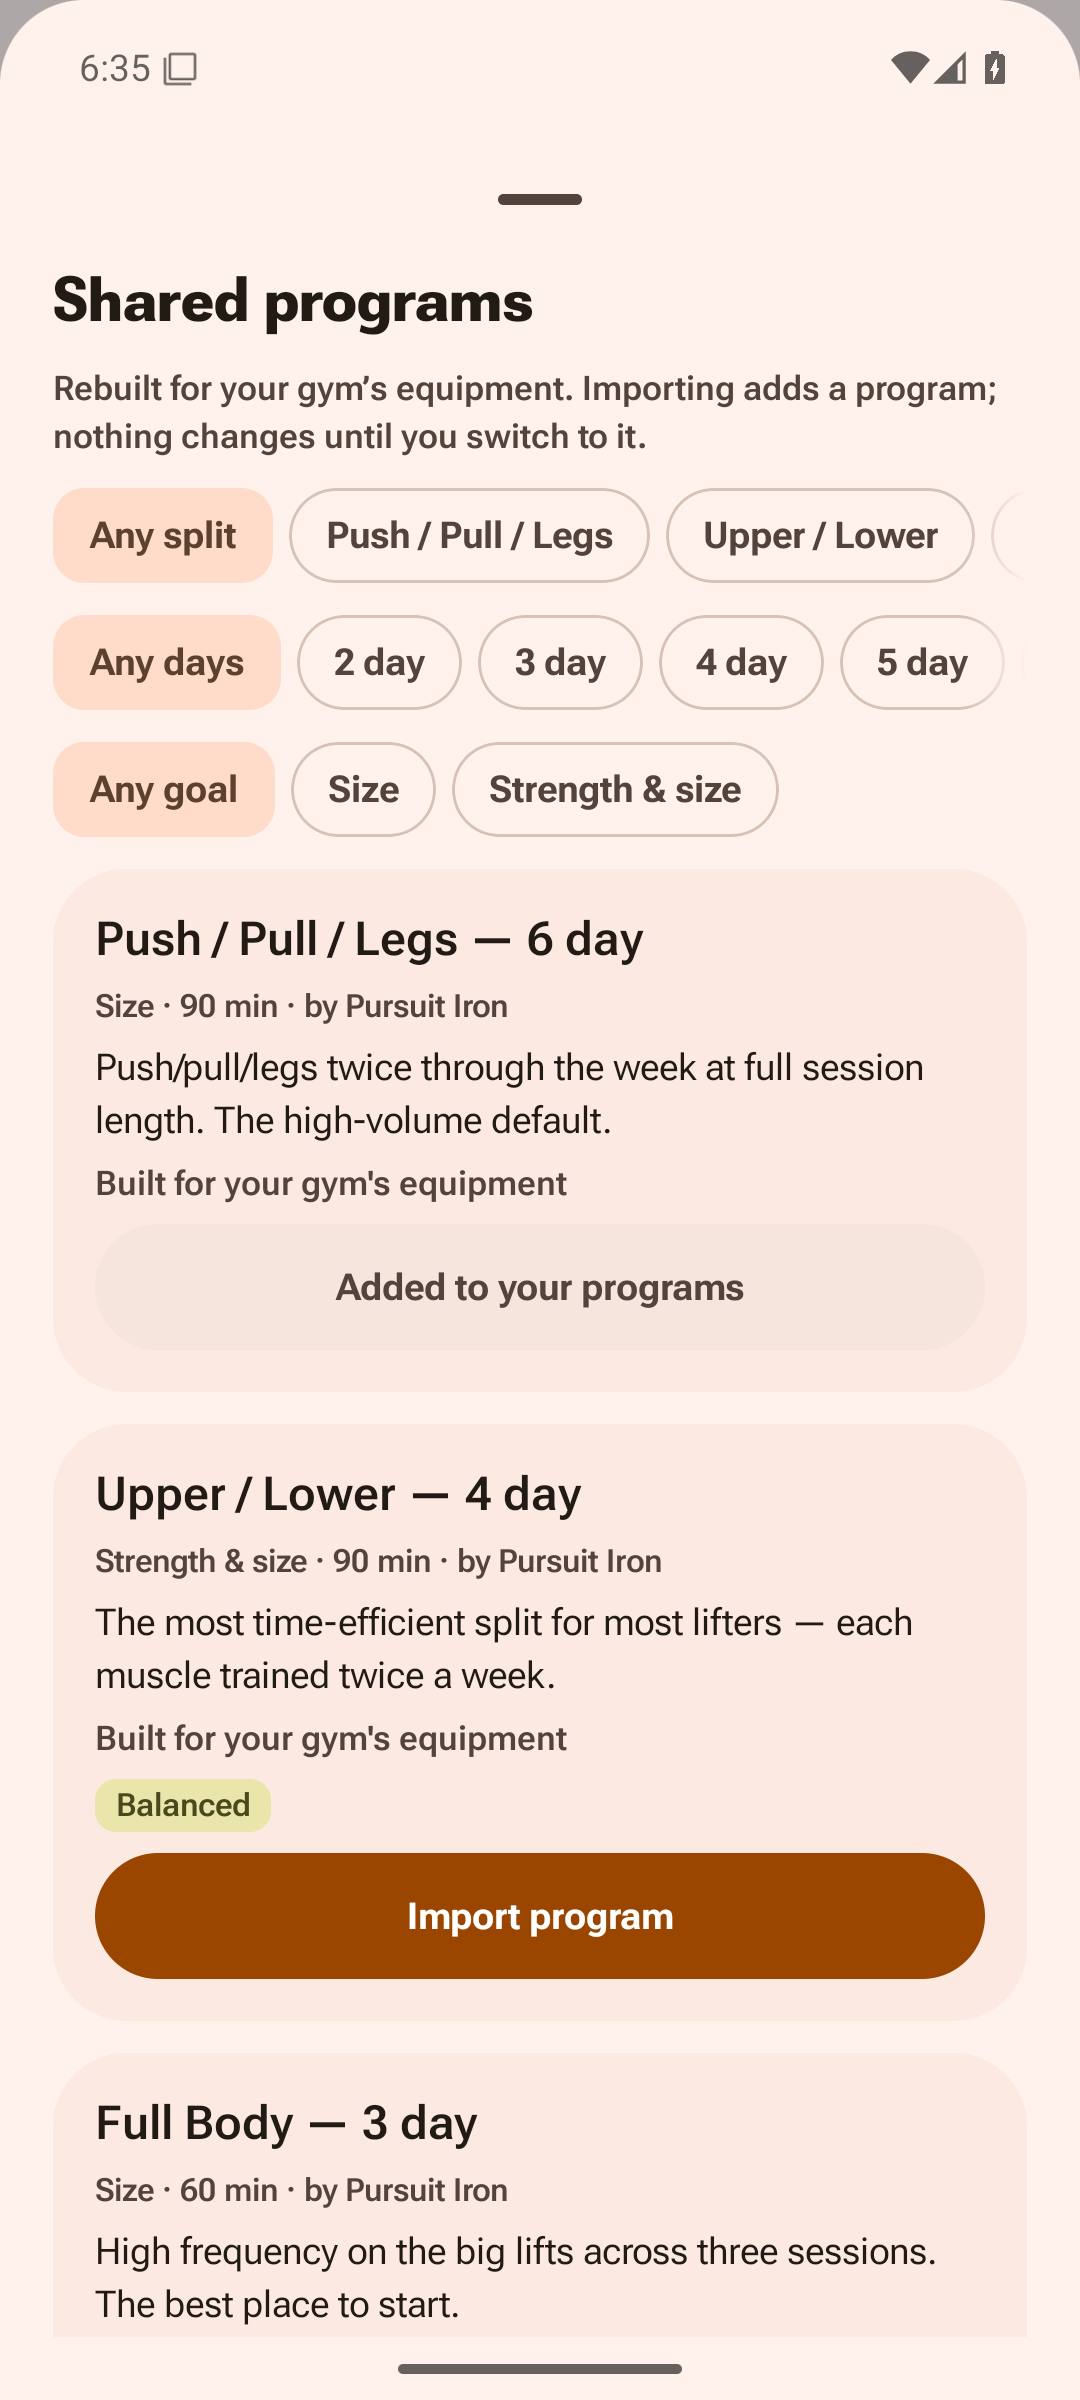 6:35
Shared programs
Rebuilt for your gym’s equipment. Importing adds a program;
nothing changes until you switch to it.
Any split
Push / Pull / Legs
Upper / Lower
Any days
2 day
3 day
4 day
5 day
Any goal
Size
Strength & size
Push / Pull / Legs — 6 day
Size · 90 min · by Pursuit Iron
Push/pull/legs twice through the week at full session
length. The high-volume default.
Built for your gym's equipment
Added to your programs
Upper / Lower — 4 day
Strength & size · 90 min · by Pursuit Iron
The most time-efficient split for most lifters — each
muscle trained twice a week.
Built for your gym's equipment
Balanced
Import program
Full Body — 3 day
Size · 60 min · by Pursuit Iron
High frequency on the big lifts across three sessions.
The best place to start.